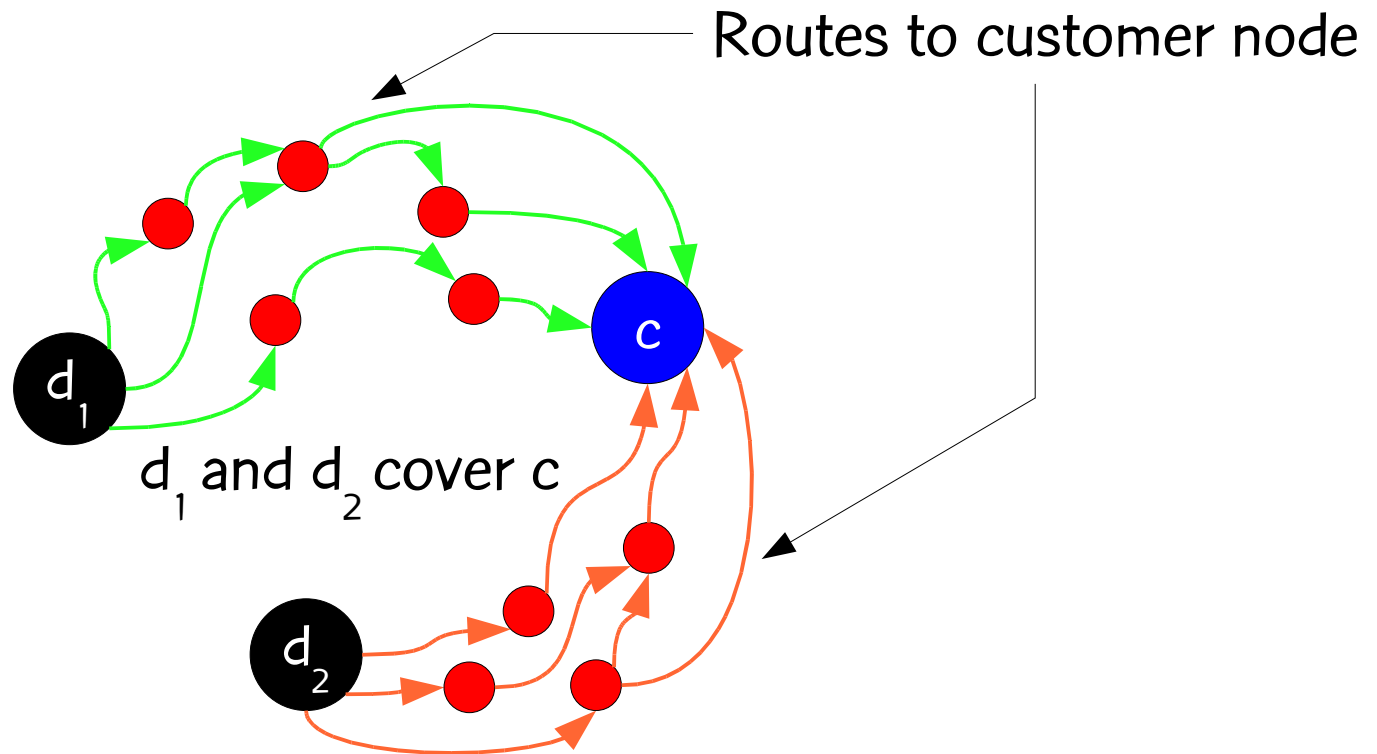 Routes to customer node
c
d1
d1 and d2 cover c
d2